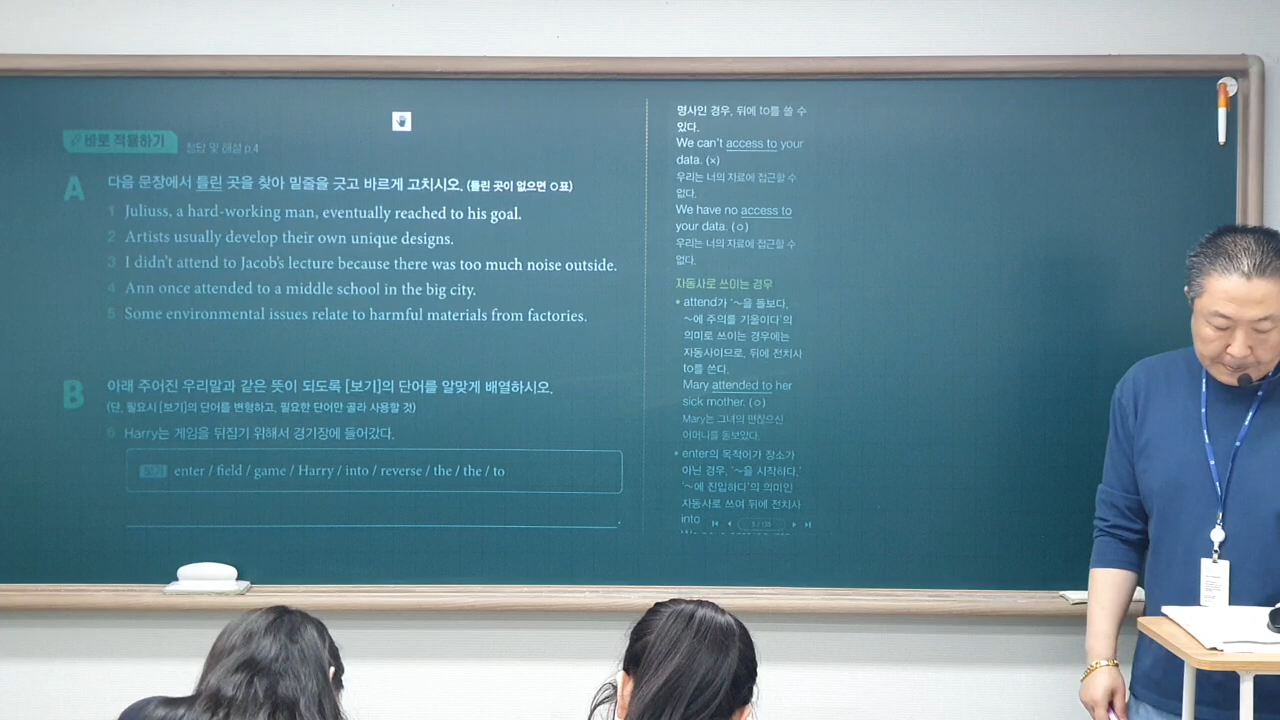 바로 적용하기
정답 및 해설 p.4
A
다음 문장에서 틀린 곳을 찾아 밑줄을 긋고 바르게 고치시오. (틀린 곳이 없으면 ㅇ표)
1 Juliuss, a hard-working man, eventually reached to his goal.
2 Artists usually develop their own unique designs.
3 I didn't attend to Jacob's lecture because there was too much noise outside.
4 Ann once attended to a middle school in the big city.
5 Some environmental issues relate to harmful materials from factories.
B
아래 주어진 우리말과 같은 뜻이 되도록 [보기]의 단어를 알맞게 배열하시오.
(단, 필요시 [보기]의 단어를 변형하고, 필요한 단어만 골라 사용할 것)
6 Harry는 게임을 뒤집기 위해서 경기장에 들어갔다.
보기 enter / field / game / Harry / into / reverse / the / the / to
명사인 경우, 뒤에 to를 쓸 수
있다.
We can't access to your
data. (×)
우리는 너의 자료에 접근할 수
없다.
We have no access to
your data. (ㅇ)
우리는 너의 자료에 접근할 수
없다.
자동사로 쓰이는 경우
• attend가 '~을 돌보다,
~에 주의를 기울이다'의
의미로 쓰이는 경우에는
자동사이므로, 뒤에 전치사
to를 쓴다.
Mary attended to her
sick mother. (ㅇ)
Mary는 그녀의 편찮으신
어머니를 돌보았다.
• enter의 목적어가 장소가
아닌 경우, '~을 시작하다,'
'~에 진입하다'의 의미인
자동사로 쓰여 뒤에 전치사
into